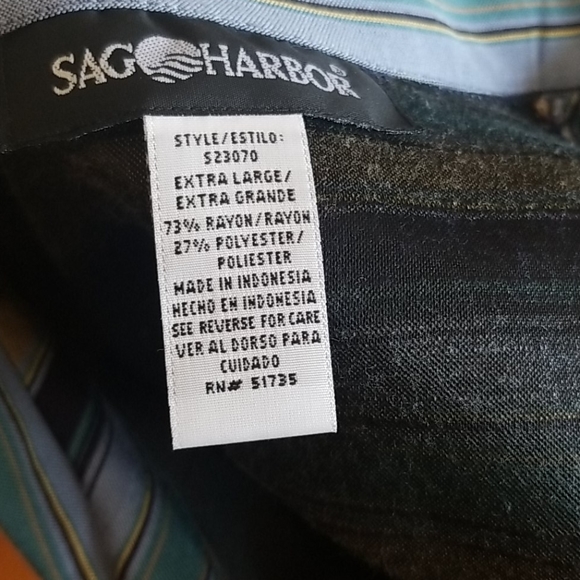 SAG HARBOR®
STYLE/ESTILO:
S23070
EXTRA LARGE/
EXTRA GRANDE
73% RAYON/RAYON
27% POLYESTER/
POLIESTER
MADE IN INDONESIA
HECHO EN INDONESIA
SEE REVERSE FOR CARE
VER AL DORSO PARA
CUIDADO
RN# 51735